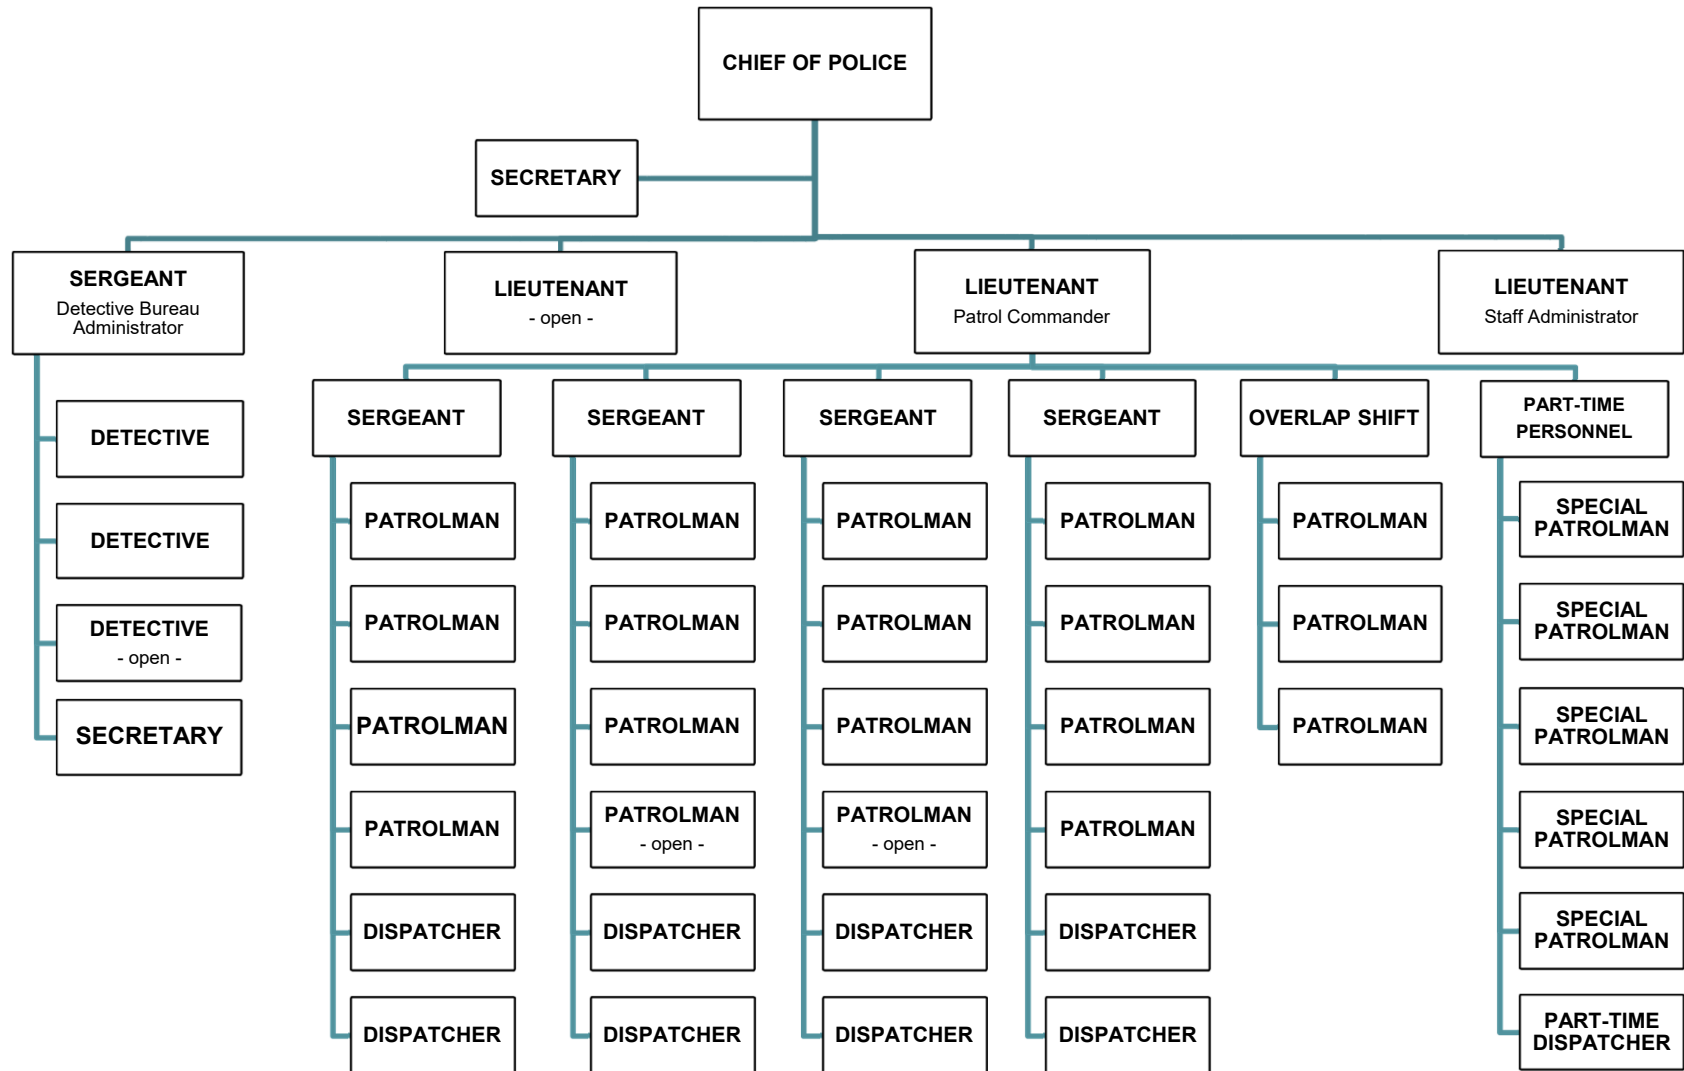 CHIEF OF POLICE
SECRETARY
SERGEANT
Detective Bureau
Administrator
LIEUTENANT
- open -
LIEUTENANT
Patrol Commander
LIEUTENANT
Staff Administrator
DETECTIVE
DETECTIVE
DETECTIVE
- open -
SECRETARY
SERGEANT
PATROLMAN
PATROLMAN
PATROLMAN
PATROLMAN
DISPATCHER
DISPATCHER
SERGEANT
PATROLMAN
PATROLMAN
PATROLMAN
PATROLMAN
- open -
DISPATCHER
DISPATCHER
SERGEANT
PATROLMAN
PATROLMAN
PATROLMAN
PATROLMAN
- open -
DISPATCHER
DISPATCHER
SERGEANT
PATROLMAN
PATROLMAN
PATROLMAN
PATROLMAN
DISPATCHER
DISPATCHER
OVERLAP SHIFT
PATROLMAN
PATROLMAN
PATROLMAN
PART-TIME
PERSONNEL
SPECIAL
PATROLMAN
SPECIAL
PATROLMAN
SPECIAL
PATROLMAN
SPECIAL
PATROLMAN
SPECIAL
PATROLMAN
PART-TIME
DISPATCHER